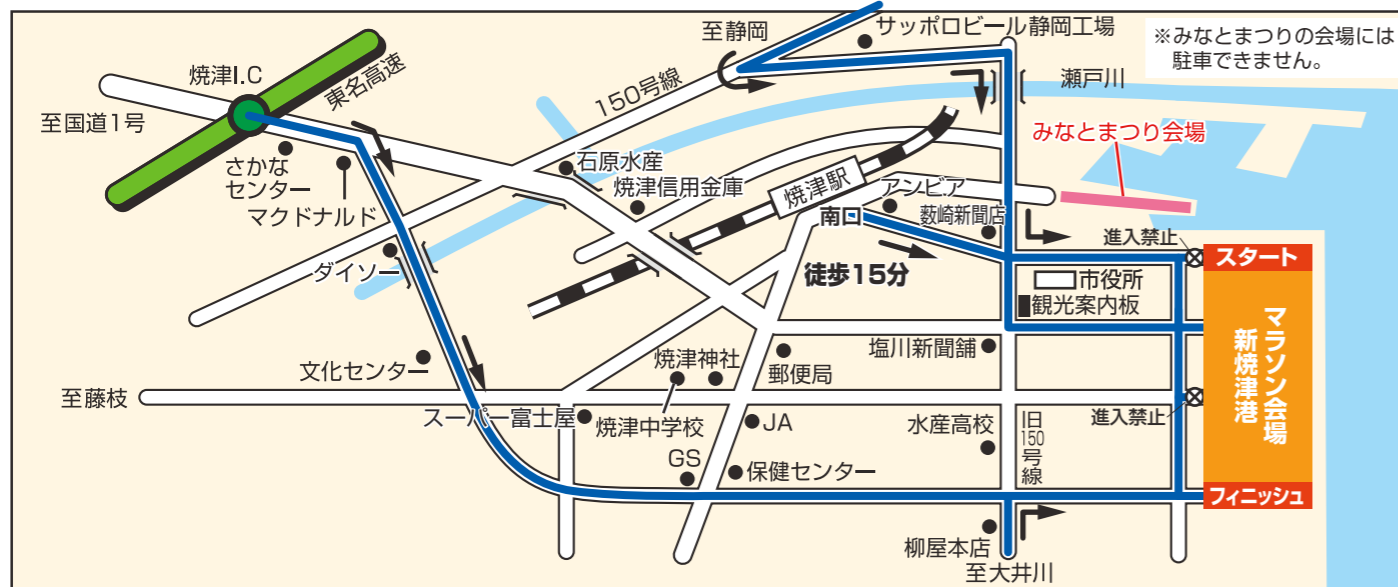 至静岡
サッポロビール静岡工場
※みなとまつりの会場には
駐車できません。
焼津I.C
東名高速
150号線
瀬戸川
至国道1号
みなとまつり会場
さかな
センター
マクドナルド
石原水産
焼津信用金庫
焼津駅
アンビア
南口
薮崎新聞店
進入禁止
スタート
ダイソー
徒歩15分
市役所
観光案内板
マラソン会場
新焼津港
文化センター
焼津神社
郵便局
塩川新聞舗
至藤枝
スーパー富士屋
焼津中学校
JA
水産高校
旧150号線
進入禁止
GS
保健センター
フィニッシュ
柳屋本店
至大井川